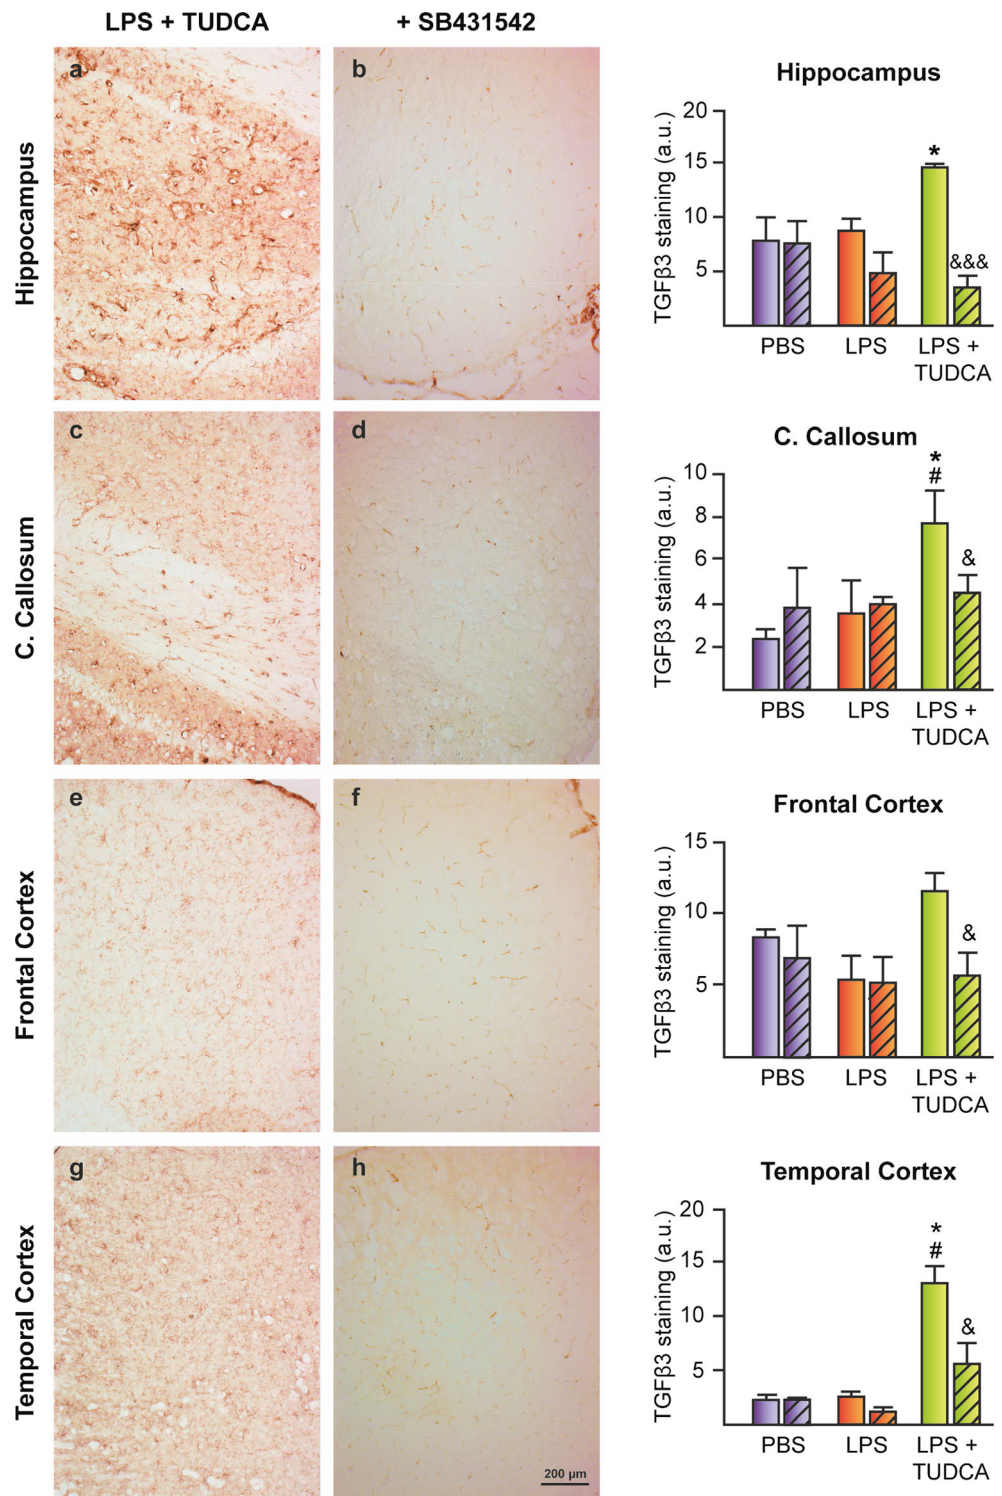 LPS + TUDCA
+ SB431542
Hippocampus
a
b
Hippocampus
TGFβ3 staining (a.u.)
20
15
10
5
*
&&&
PBS
LPS
LPS +
TUDCA
C. Callosum
c
d
C. Callosum
TGFβ3 staining (a.u.)
10
8
6
4
2
*
#
&
PBS
LPS
LPS +
TUDCA
Frontal Cortex
e
f
Frontal Cortex
TGFβ3 staining (a.u.)
15
10
5
&
PBS
LPS
LPS +
TUDCA
Temporal Cortex
g
h
200 µm
Temporal Cortex
TGFβ3 staining (a.u.)
20
15
10
5
*
#
&
PBS
LPS
LPS +
TUDCA